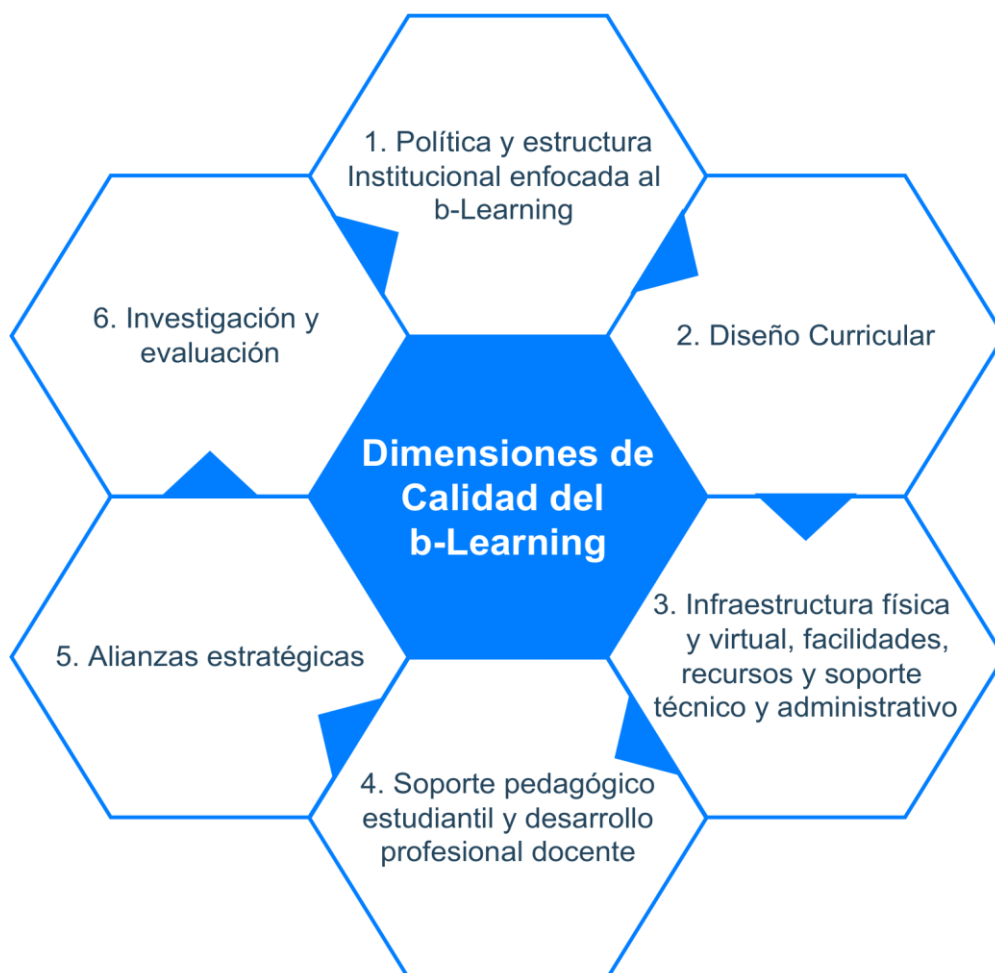 1. Política y estructura
Institucional enfocada al
b-Learning
2. Diseño Curricular
3. Infraestructura física
y virtual, facilidades,
recursos y soporte
técnico y administrativo
4. Soporte pedagógico
estudiantil y desarrollo
profesional docente
5. Alianzas estratégicas
6. Investigación y
evaluación
Dimensiones de
Calidad del
b-Learning